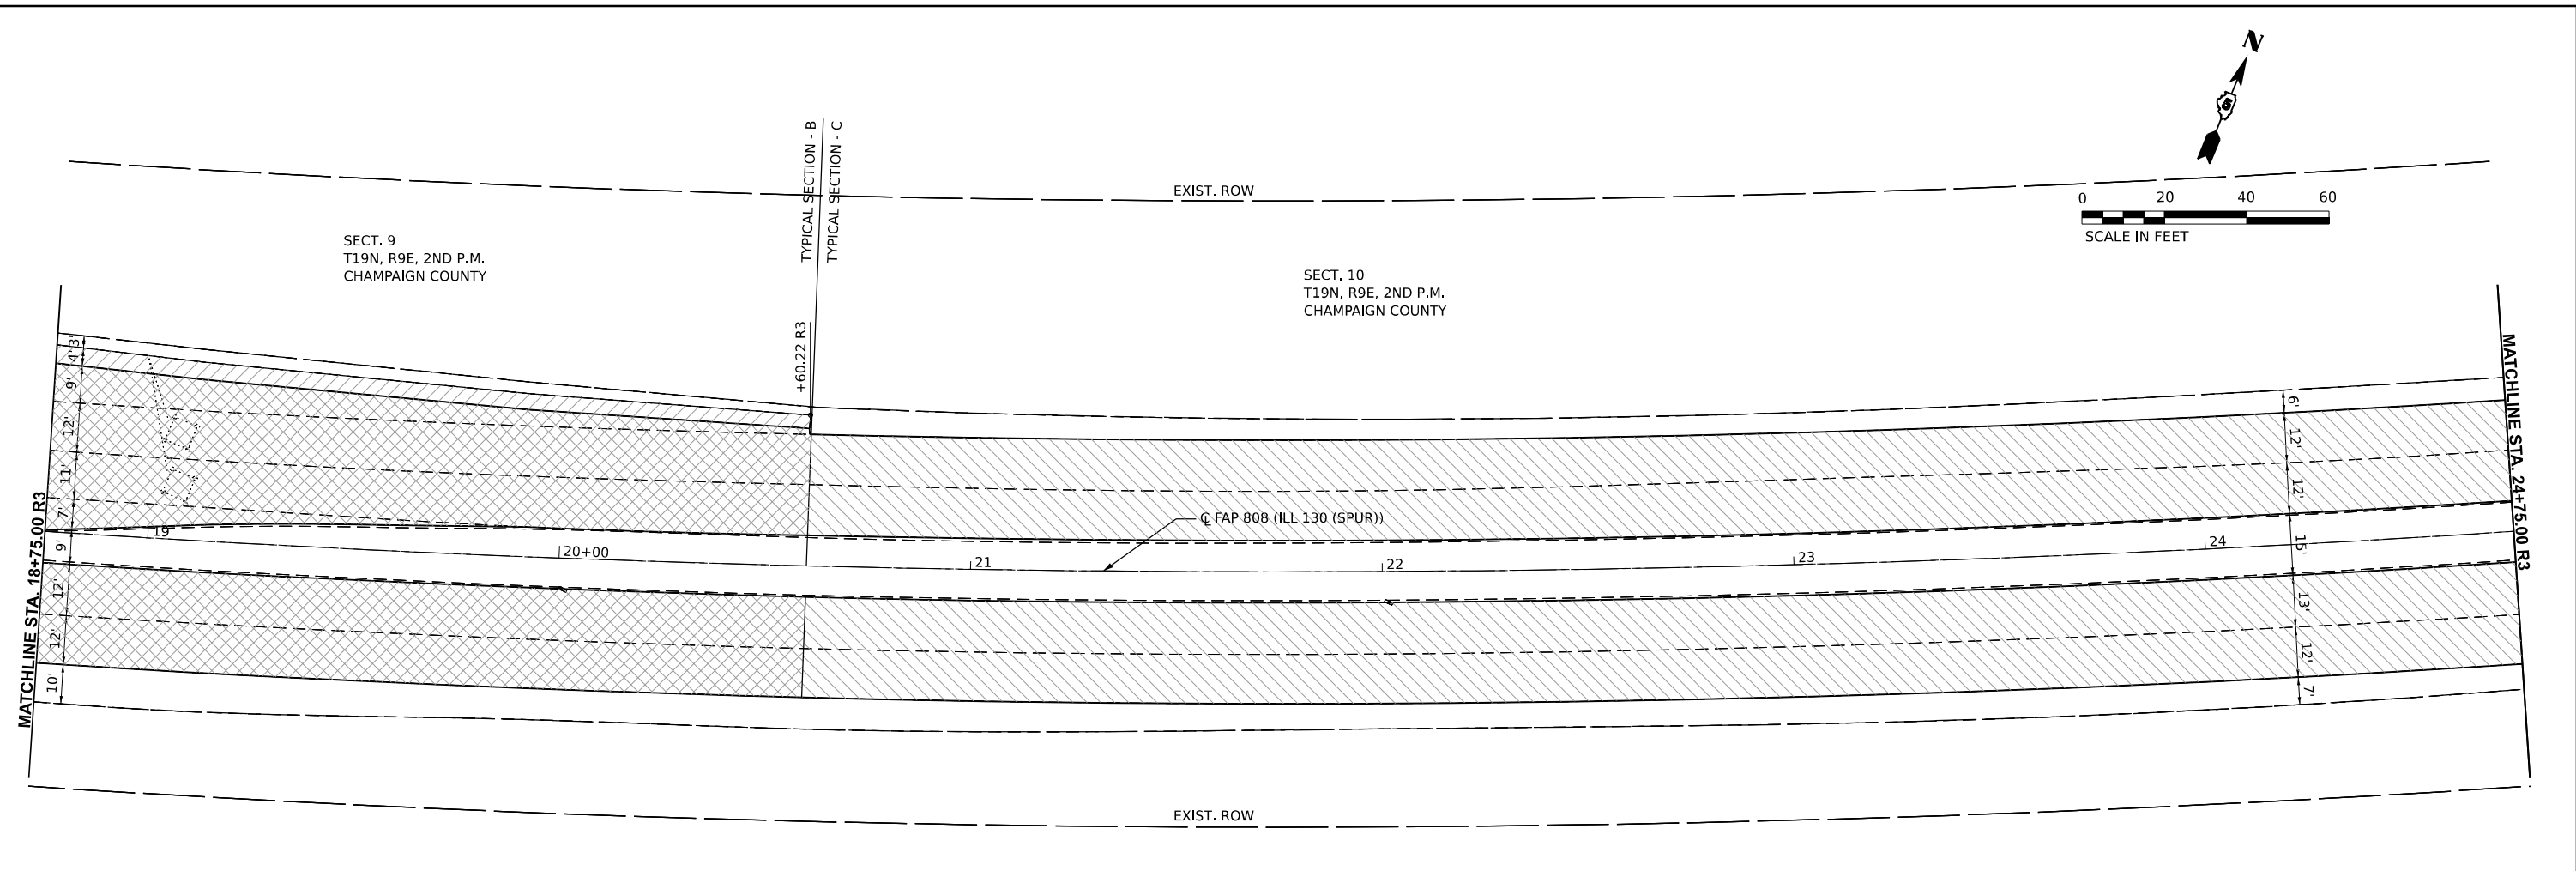 N
5
TYPICAL SECTION - B
TYPICAL SECTION - C
EXIST. ROW
0 20 40 60
SCALE IN FEET
SECT. 9
T19N, R9E, 2ND P.M.
CHAMPAIGN COUNTY
SECT. 10
T19N, R9E, 2ND P.M.
CHAMPAIGN COUNTY
+60.22 R3
MATCHLINE STA. 18+75.00 R3
3'
4'
9'
12'
11'
7'
9'
12'
12'
10'
19
20+00
21
22
23
24
℄ FAP 808 (ILL 130 (SPUR))
6'
12'
12'
15'
13'
12'
7'
MATCHLINE STA. 24+75.00 R3
EXIST. ROW